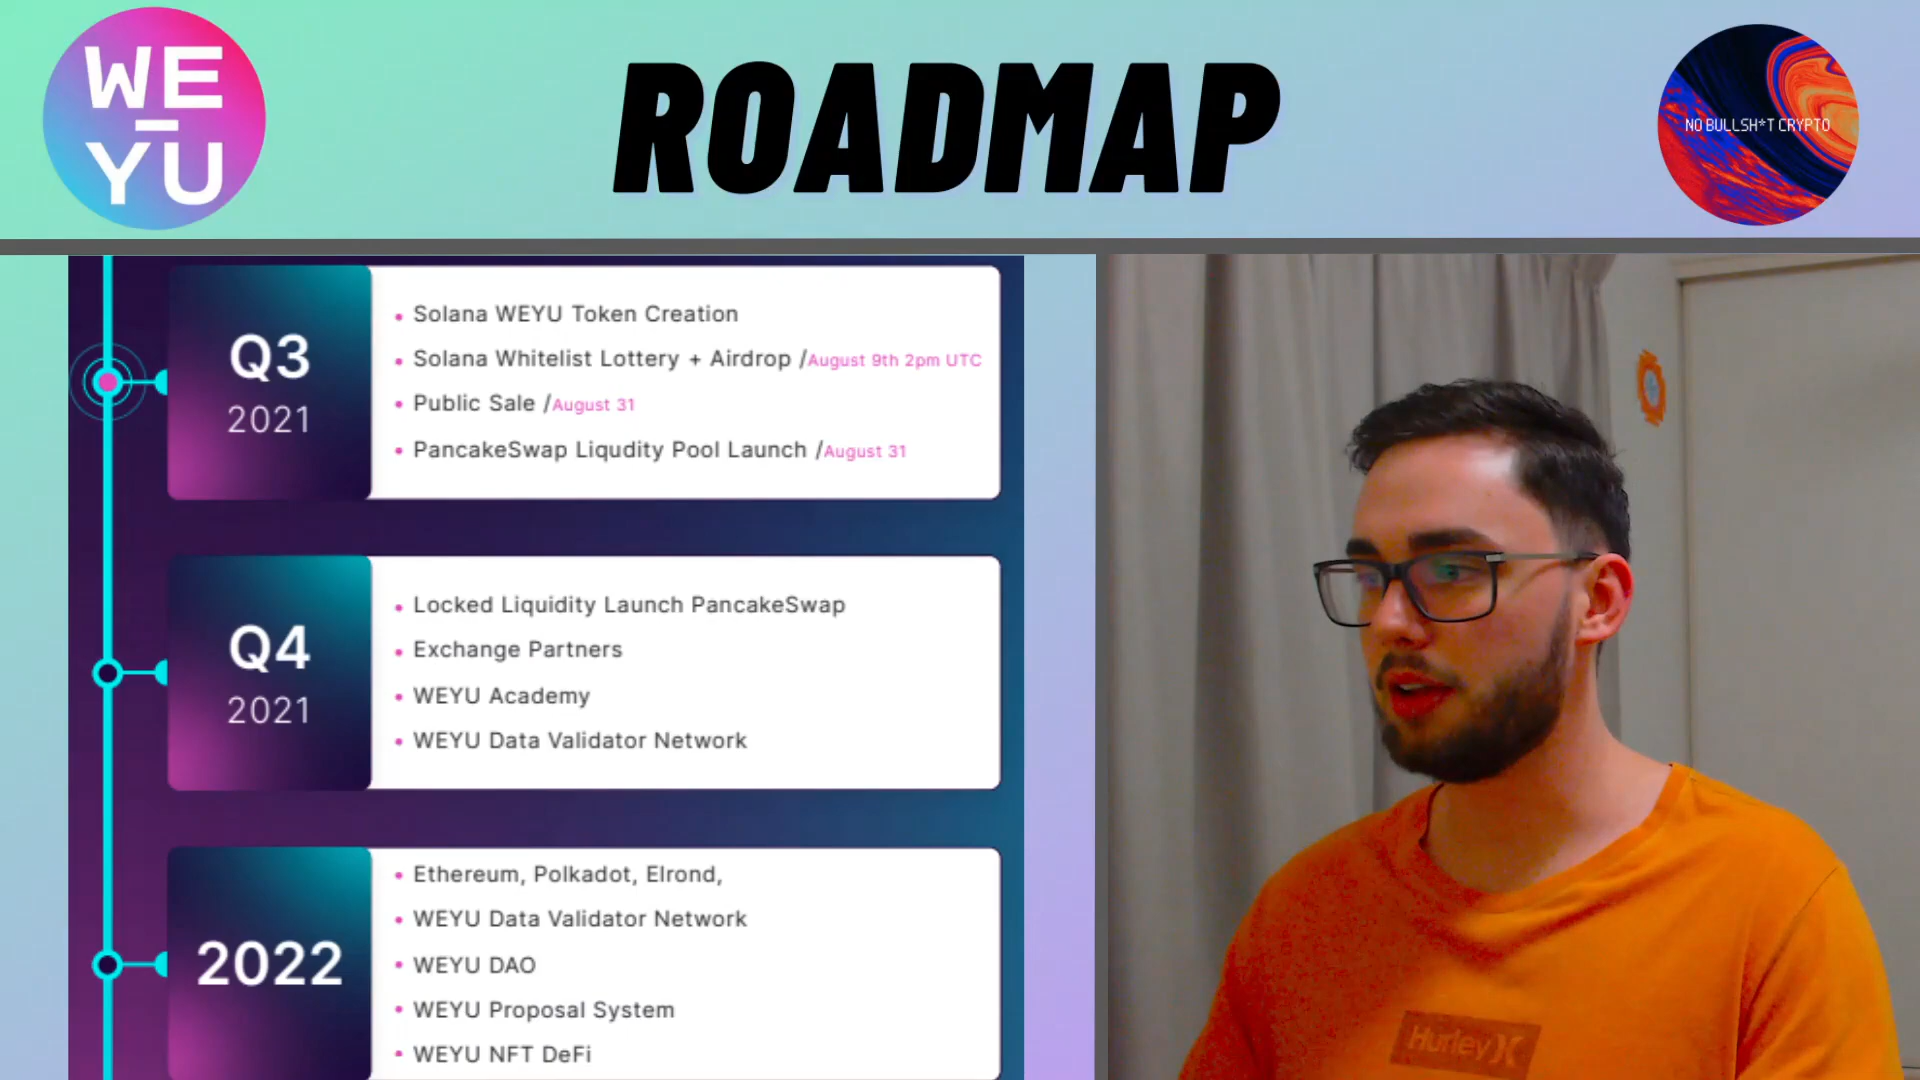 WE
YU
ROADMAP
NO BULLSH*T CRYPTO
Q3
2021
• Solana WEYU Token Creation
• Solana Whitelist Lottery + Airdrop /August 9th 2pm UTC
• Public Sale /August 31
• PancakeSwap Liqudity Pool Launch /August 31
Q4
2021
• Locked Liquidity Launch PancakeSwap
• Exchange Partners
• WEYU Academy
• WEYU Data Validator Network
2022
• Ethereum, Polkadot, Elrond,
• WEYU Data Validator Network
• WEYU DAO
• WEYU Proposal System
• WEYU NFT DeFi
Hurley